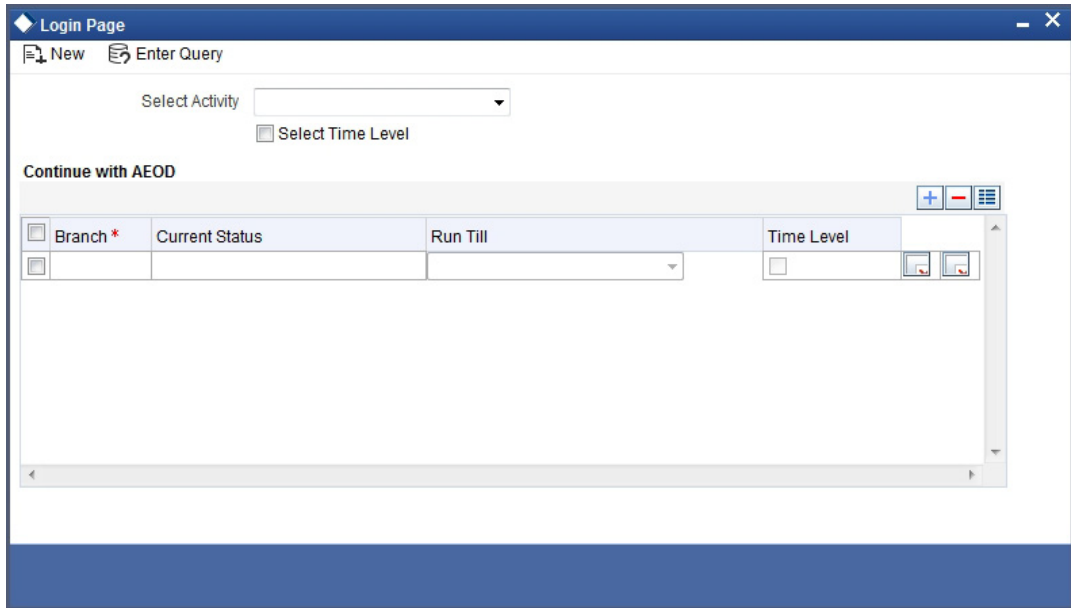 Login Page
New Enter Query
Select Activity
Select Time Level
Continue with AEOD
Branch * Current Status Run Till Time Level